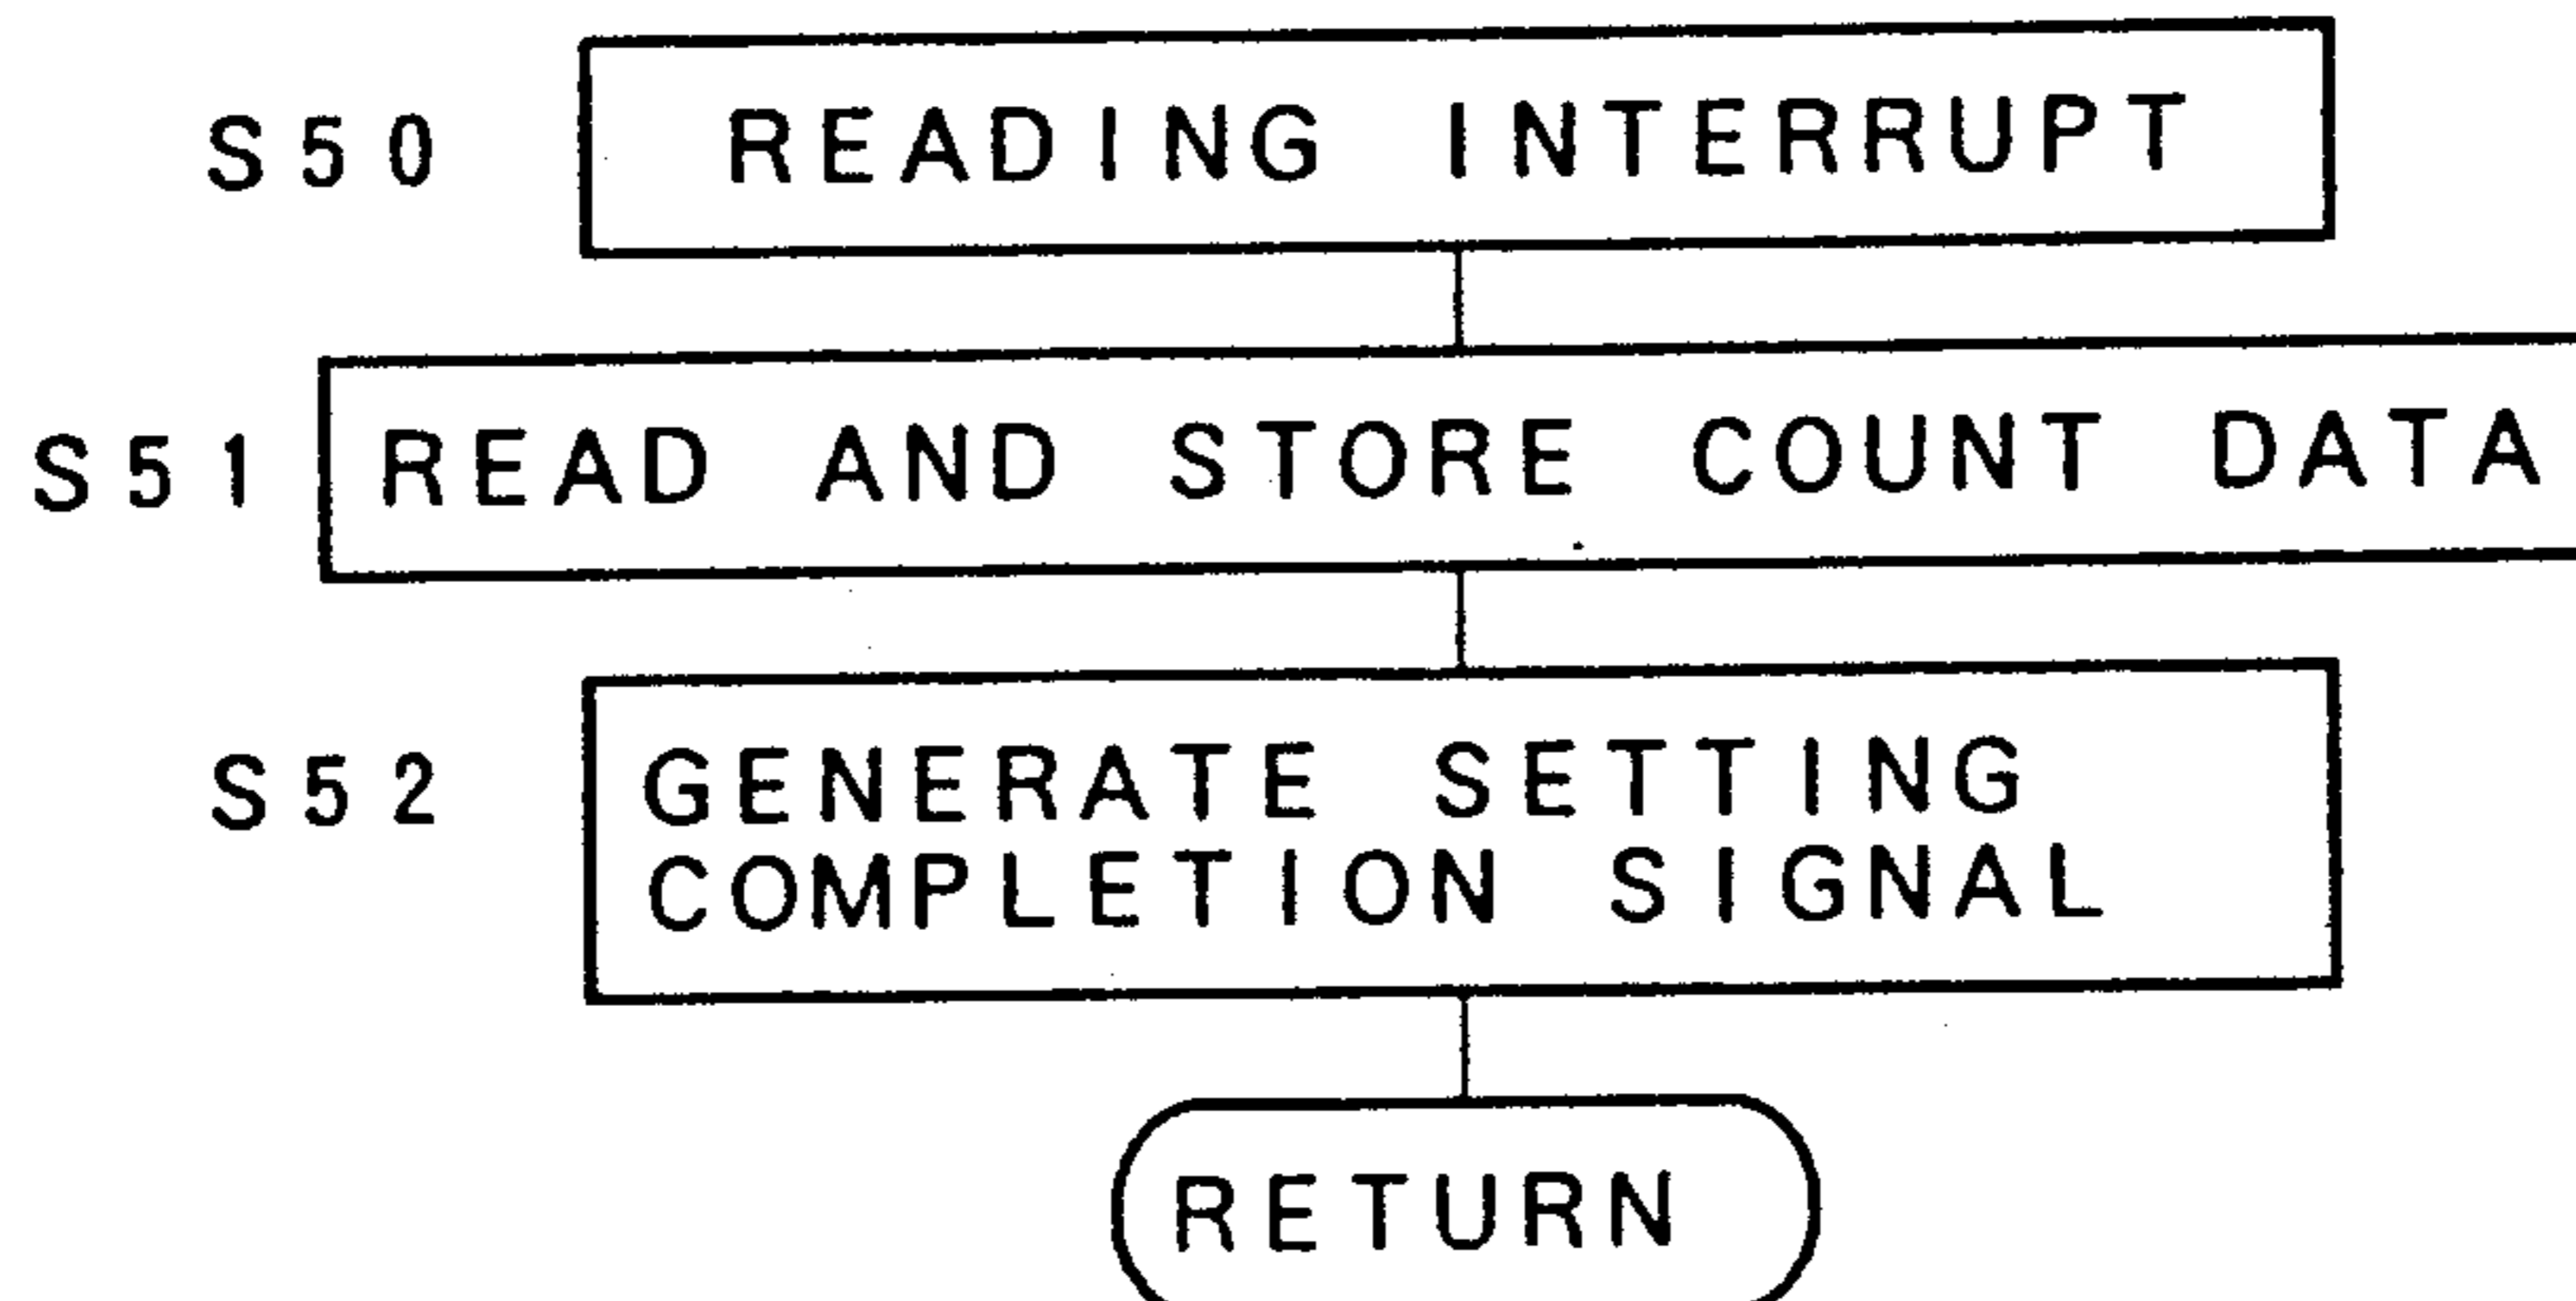 S50 READING INTERRUPT
S51 READ AND STORE COUNT DATA
S52 GENERATE SETTING
COMPLETION SIGNAL
RETURN